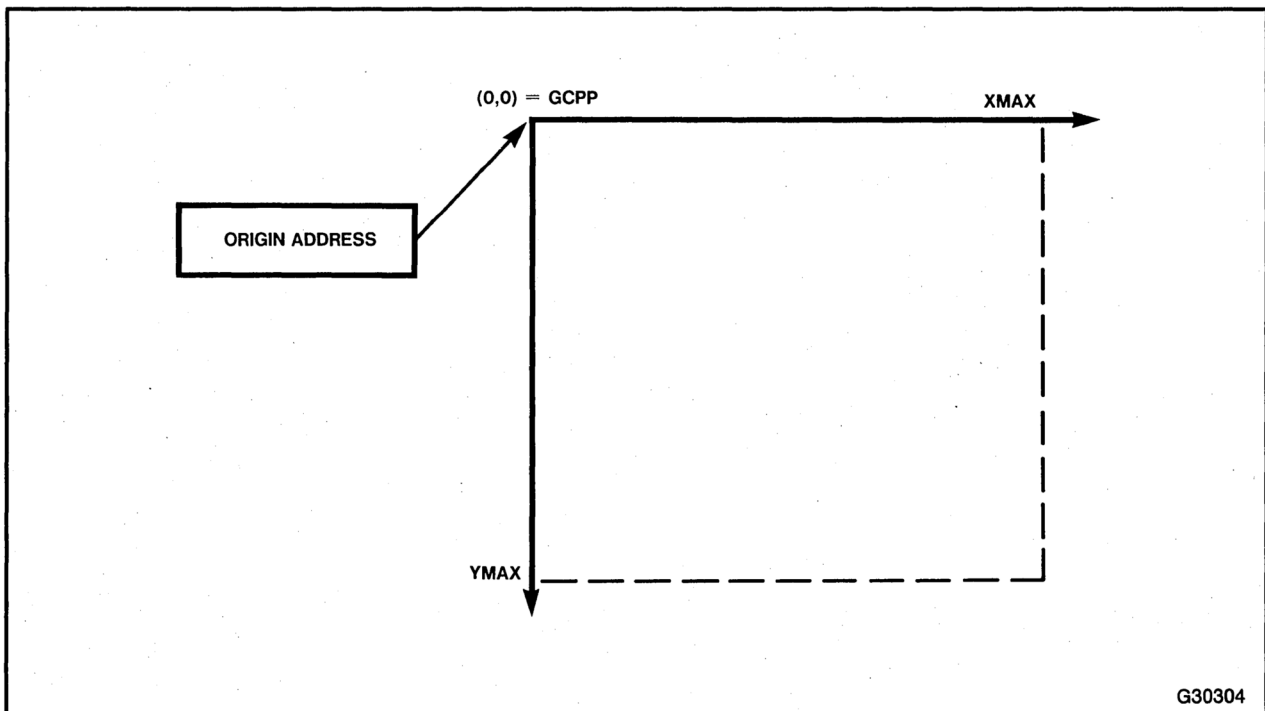 (0,0) = GCPP
XMAX
ORIGIN ADDRESS
YMAX
G30304